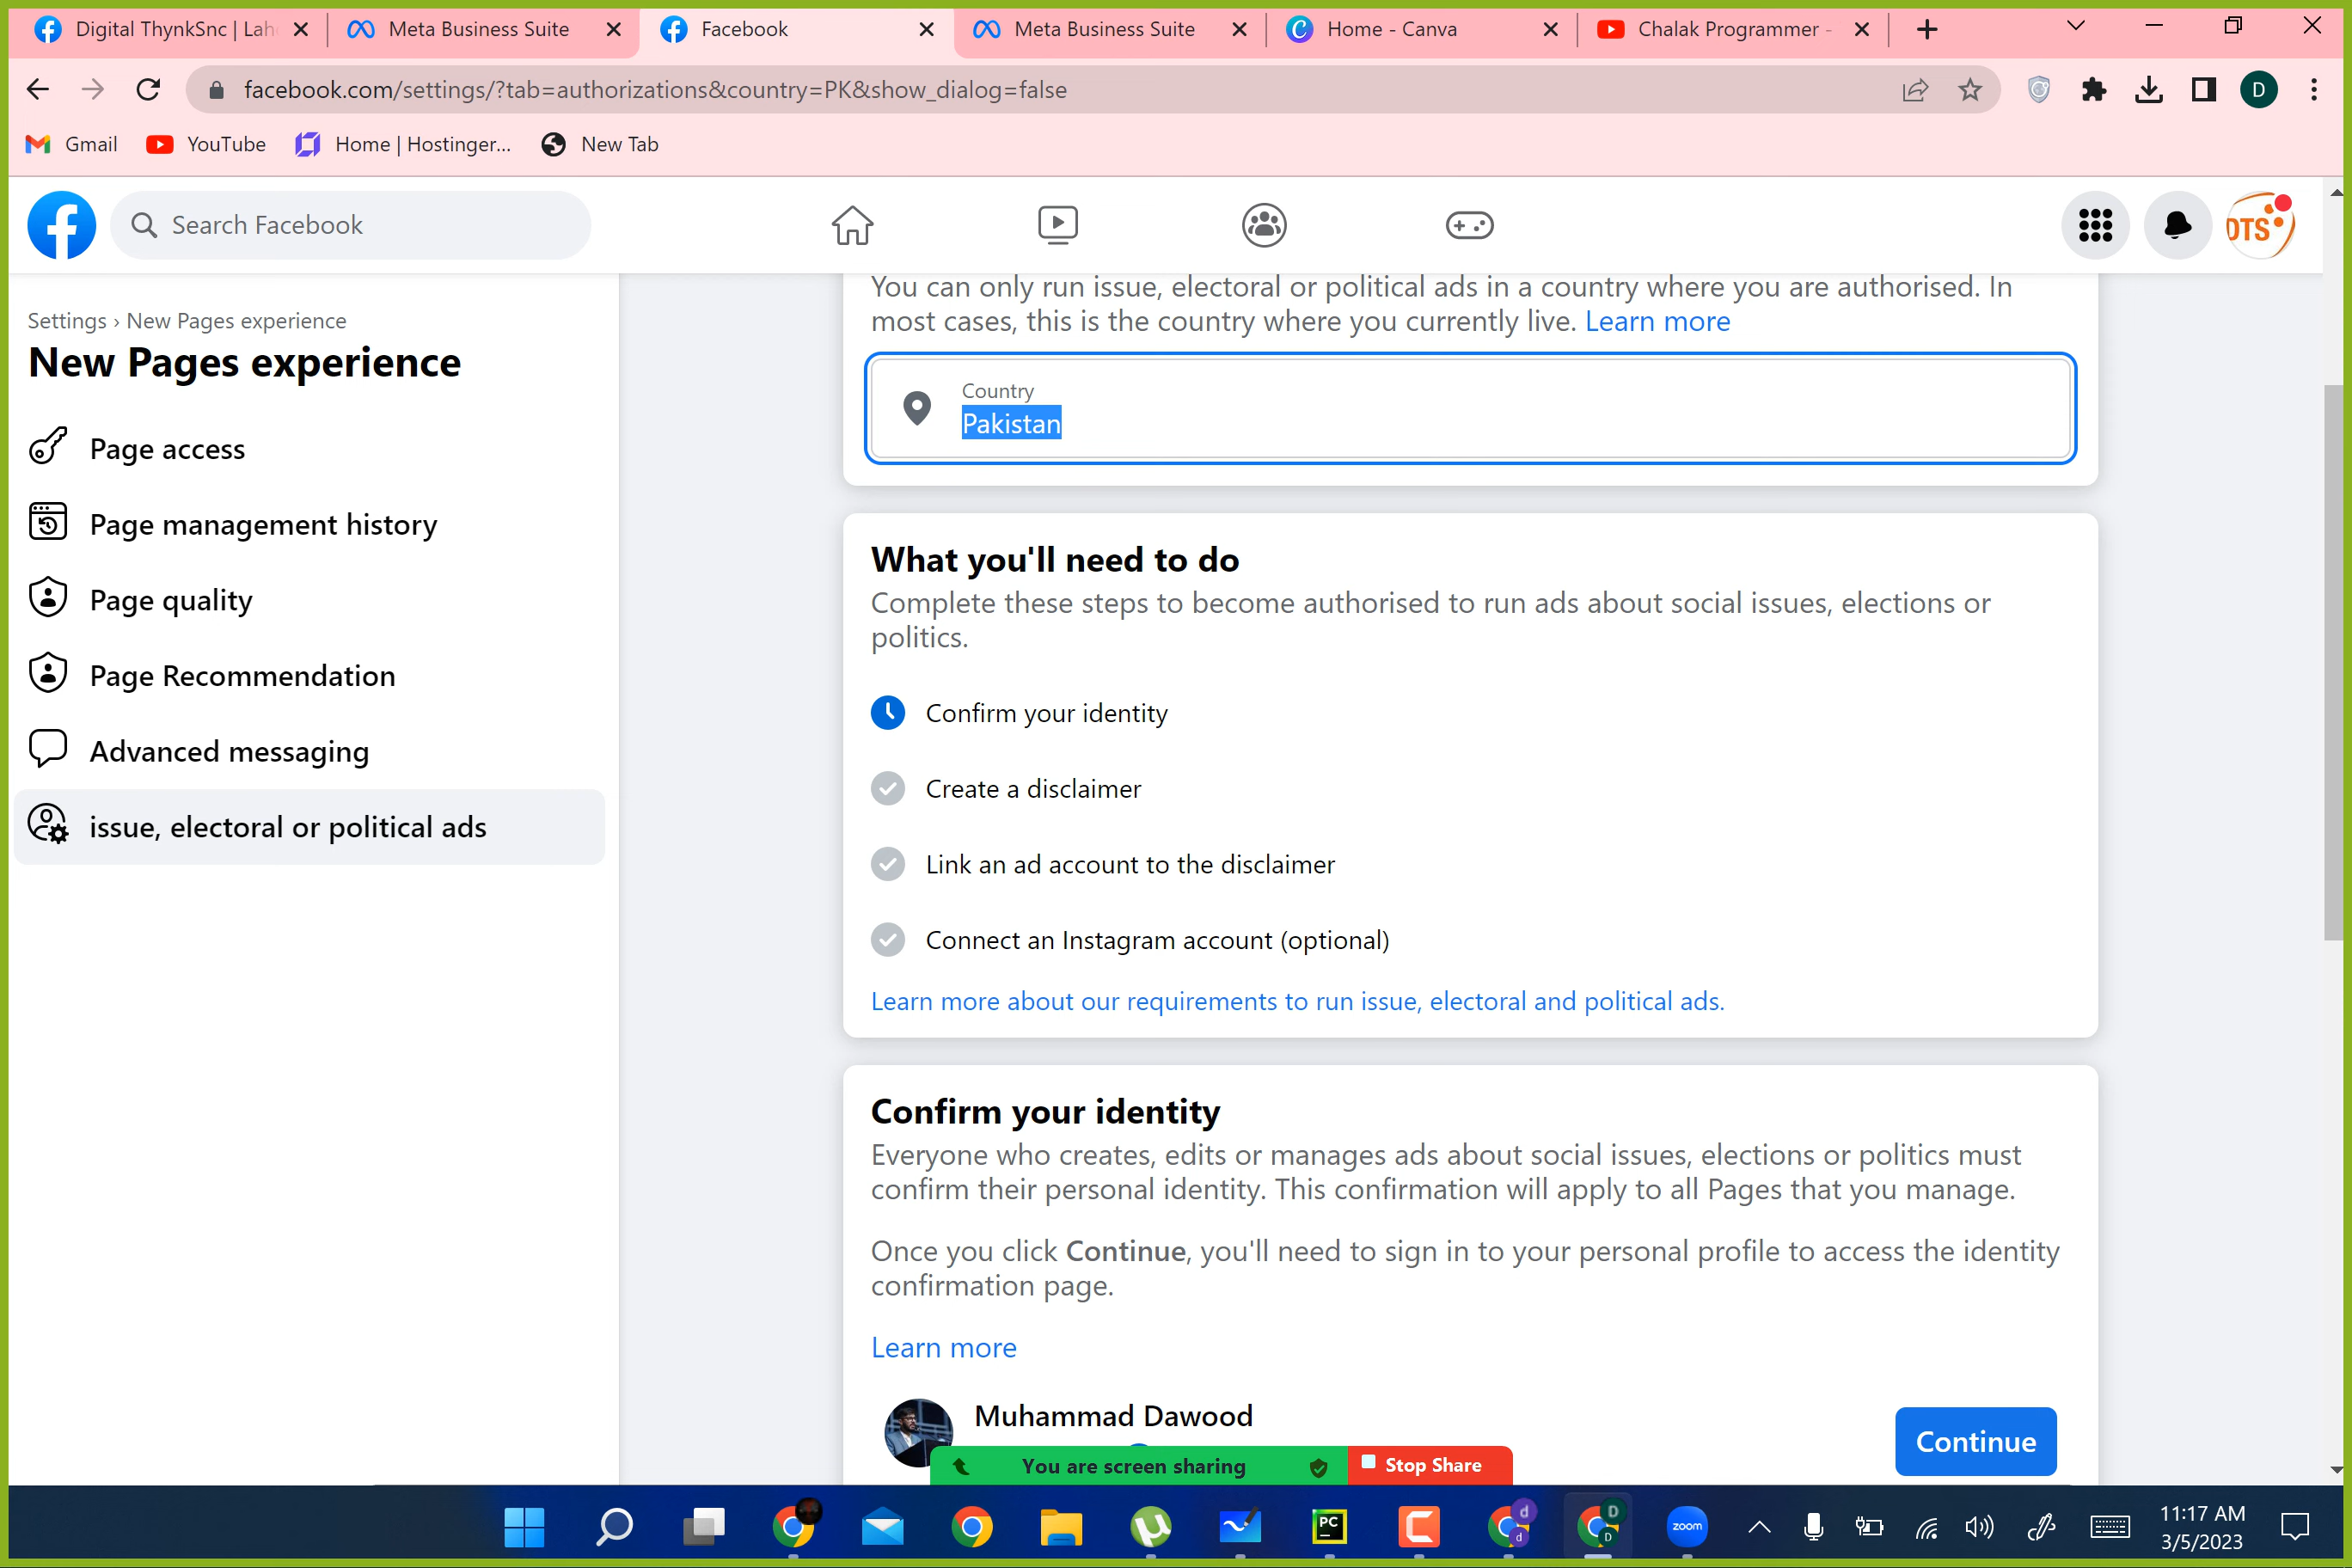 Digital ThynkSnc | Lah
Meta Business Suite
Facebook
Meta Business Suite
Home - Canva
Chalak Programmer -
facebook.com/settings/?tab=authorizations&country=PK&show_dialog=false
D
Gmail
YouTube
Home | Hostinger...
New Tab
Search Facebook
DTS
Settings › New Pages experience
New Pages experience
Page access
Page management history
Page quality
Page Recommendation
Advanced messaging
issue, electoral or political ads
You can only run issue, electoral or political ads in a country where you are authorised. In
most cases, this is the country where you currently live. Learn more
Country
Pakistan
What you'll need to do
Complete these steps to become authorised to run ads about social issues, elections or
politics.
Confirm your identity
Create a disclaimer
Link an ad account to the disclaimer
Connect an Instagram account (optional)
Learn more about our requirements to run issue, electoral and political ads.
Confirm your identity
Everyone who creates, edits or manages ads about social issues, elections or politics must
confirm their personal identity. This confirmation will apply to all Pages that you manage.
Once you click Continue, you'll need to sign in to your personal profile to access the identity
confirmation page.
Learn more
Muhammad Dawood
Continue
You are screen sharing
Stop Share
PC
d
d
D
D
zoom
11:17 AM
3/5/2023